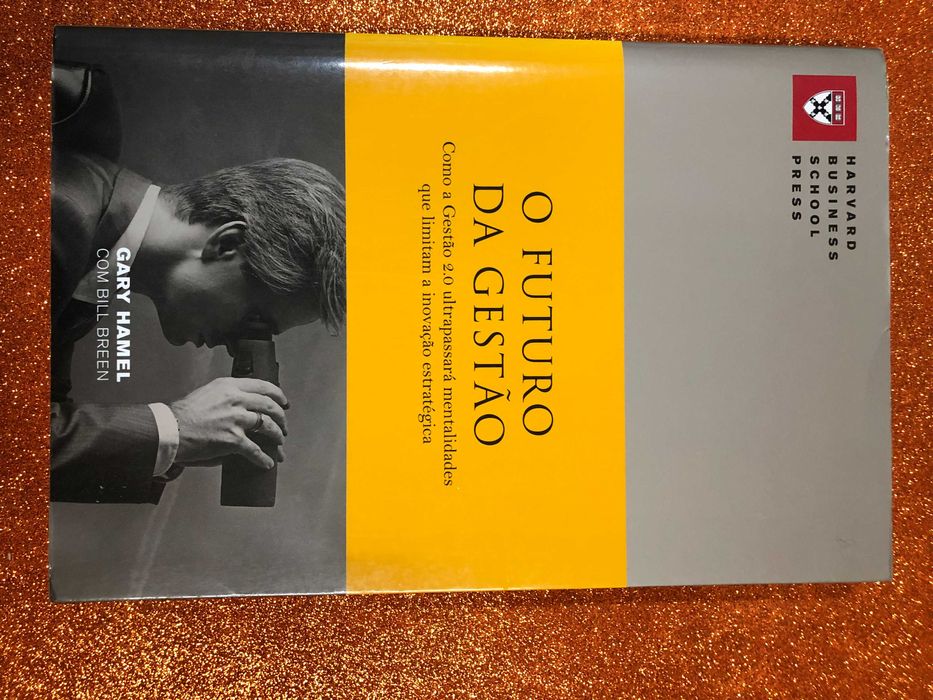 HARVARD
BUSINESS
SCHOOL
PRESS
O FUTURO
DA GESTÃO
Como a Gestão 2.0 ultrapassará mentalidades
que limitam a inovação estratégica
GARY HAMEL
COM BILL BREEN